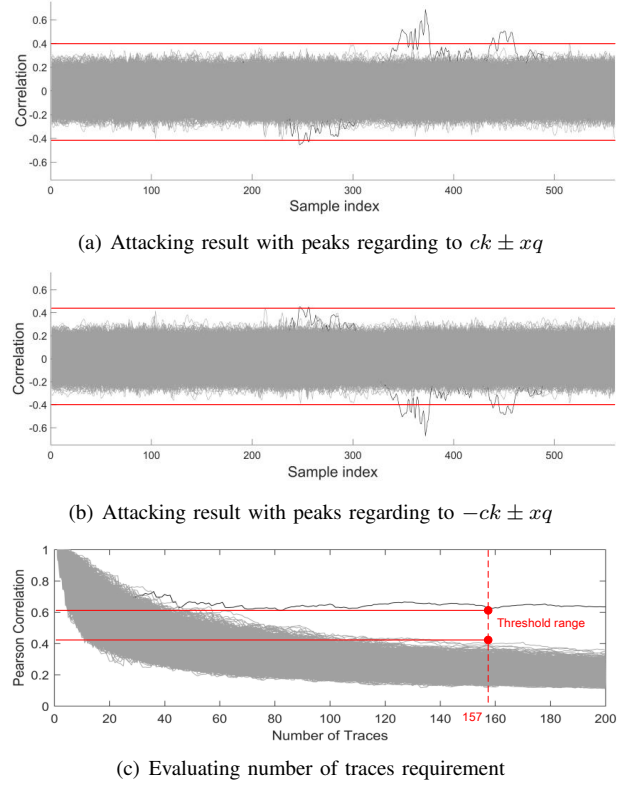 0.6
0.4
0.2
0
-0.2
-0.4
-0.6
Correlation
0 100 200 300 400 500
Sample index
(a) Attacking result with peaks regarding to ck ± xq
0.6
0.4
0.2
0
-0.2
-0.4
-0.6
Correlation
0 100 200 300 400 500
Sample index
(b) Attacking result with peaks regarding to −ck ± xq
1
0.8
0.6
0.4
0.2
0
Pearson Correlation
Threshold range
0 20 40 60 80 100 120 140 160 180 200
157
Number of Traces
(c) Evaluating number of traces requirement